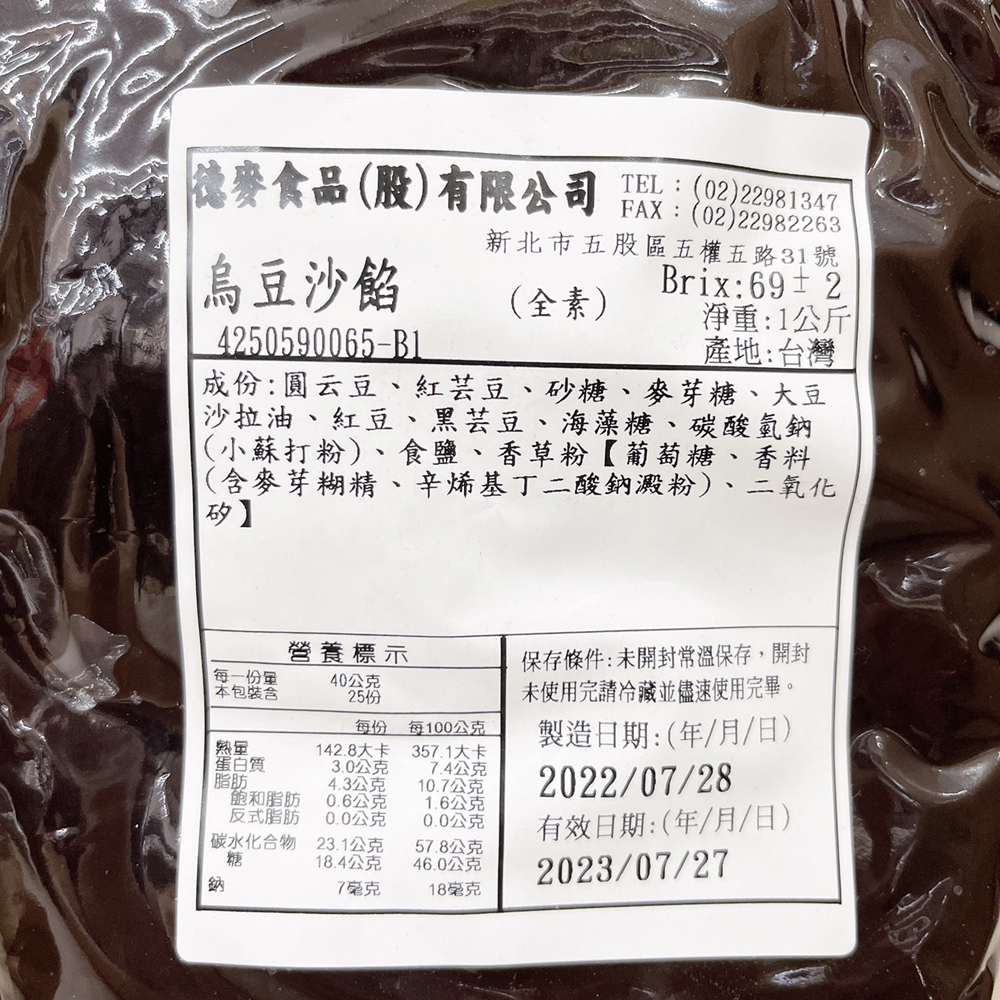 德麥食品(股)有限公司 TEL：(02)22981347
FAX：(02)22982263
新北市五股區五權五路31號
烏豆沙餡 (全素) Brix:69±2
淨重:1公斤
4250590065-B1 產地:台灣
成份:圓云豆、紅芸豆、砂糖、麥芽糖、大豆
沙拉油、紅豆、黑芸豆、海藻糖、碳酸氫鈉
(小蘇打粉)、食鹽、香草粉【葡萄糖、香料
(含麥芽糊精、辛烯基丁二酸鈉澱粉)、二氧化
矽】
營養標示
每一份量 40公克
本包裝含 25份
每份 每100公克
熱量 142.8大卡 357.1大卡
蛋白質 3.0公克 7.4公克
脂肪 4.3公克 10.7公克
飽和脂肪 0.6公克 1.6公克
反式脂肪 0.0公克 0.0公克
碳水化合物 23.1公克 57.8公克
糖 18.4公克 46.0公克
鈉 7毫克 18毫克
保存條件:未開封常溫保存，開封
未使用完請冷藏並儘速使用完畢。
製造日期:(年/月/日)
2022/07/28
有效日期:(年/月/日)
2023/07/27